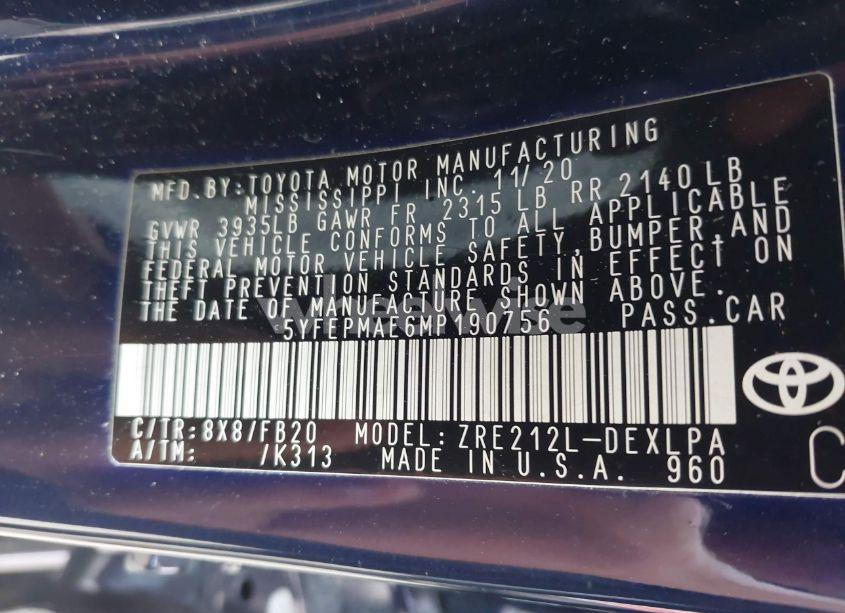 MFD.BY:TOYOTA MOTOR MANUFACTURING
MISSISSIPPI INC. 11/20
GVWR 3935LB GAWR FR 2315 LB RR 2140 LB
THIS VEHICLE CONFORMS TO ALL APPLICABLE
FEDERAL MOTOR VEHICLE SAFETY, BUMPER, AND
THEFT PREVENTION STANDARDS IN EFFECT ON
THE DATE OF MANUFACTURE SHOWN ABOVE.
5YFEPMAE6MP190756 PASS.CAR
wheelwise
C/TR:8X8/FB20 MODEL: ZRE212L-DEXLPA
A/TM: /K313 MADE IN U.S.A. 960
C